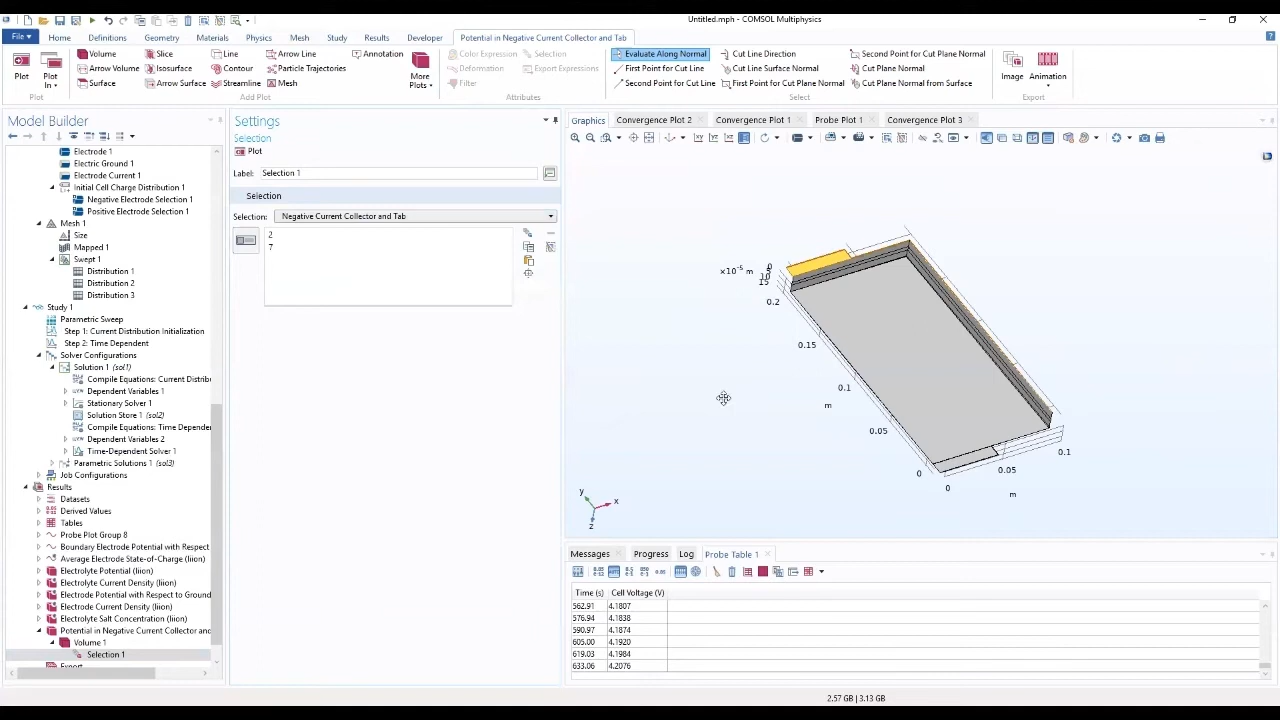 Untitled.mph - COMSOL Multiphysics
File Home Definitions Geometry Materials Physics Mesh Study Results Developer Potential in Negative Current Collector and Tab
Volume Slice Line Arrow Line Annotation Color Expression Selection Evaluate Along Normal Cut Line Direction Second Point for Cut Plane Normal
Arrow Volume Isosurface Contour Particle Trajectories Deformation Export Expressions First Point for Cut Line Cut Line Surface Normal Cut Plane Normal
Surface Arrow Surface Streamline Mesh Filter Second Point for Cut Line First Point for Cut Plane Normal Cut Plane Normal from Surface
Plot
Plot In
More Plots
Image
Animation
Plot Add Plot Attributes Select Export
Model Builder
Electrode 1
Electric Ground 1
Electrode Current 1
Initial Cell Charge Distribution 1
Negative Electrode Selection 1
Positive Electrode Selection 1
Mesh 1
Size
Mapped 1
Swept 1
Distribution 1
Distribution 2
Distribution 3
Study 1
Parametric Sweep
Step 1: Current Distribution Initialization
Step 2: Time Dependent
Solver Configurations
Solution 1 (sol1)
Compile Equations: Current Distrib
Dependent Variables 1
Stationary Solver 1
Solution Store 1 (sol2)
Compile Equations: Time Depender
Dependent Variables 2
Time-Dependent Solver 1
Parametric Solutions 1 (sol3)
Job Configurations
Results
Datasets
Derived Values
Tables
Probe Plot Group 8
Boundary Electrode Potential with Respect
Average Electrode State-of-Charge (liion)
Electrolyte Potential (liion)
Electrolyte Current Density (liion)
Electrode Potential with Respect to Ground
Electrode Current Density (liion)
Electrolyte Salt Concentration (liion)
Potential in Negative Current Collector and
Volume 1
Selection 1
Settings
Selection
Plot
Label: Selection 1
Selection
Selection: Negative Current Collector and Tab
2
7
Graphics Convergence Plot 2 Convergence Plot 1 Probe Plot 1 Convergence Plot 3
×10⁻⁵ m
15
0.2
0.15
0.1
m
0.05
0
0
0.05
0.1
m
y
x
z
Messages Progress Log Probe Table 1
Time (s) Cell Voltage (V)
562.91 4.1807
576.94 4.1838
590.97 4.1874
605.00 4.1920
619.03 4.1984
633.06 4.2076
2.57 GB | 3.13 GB